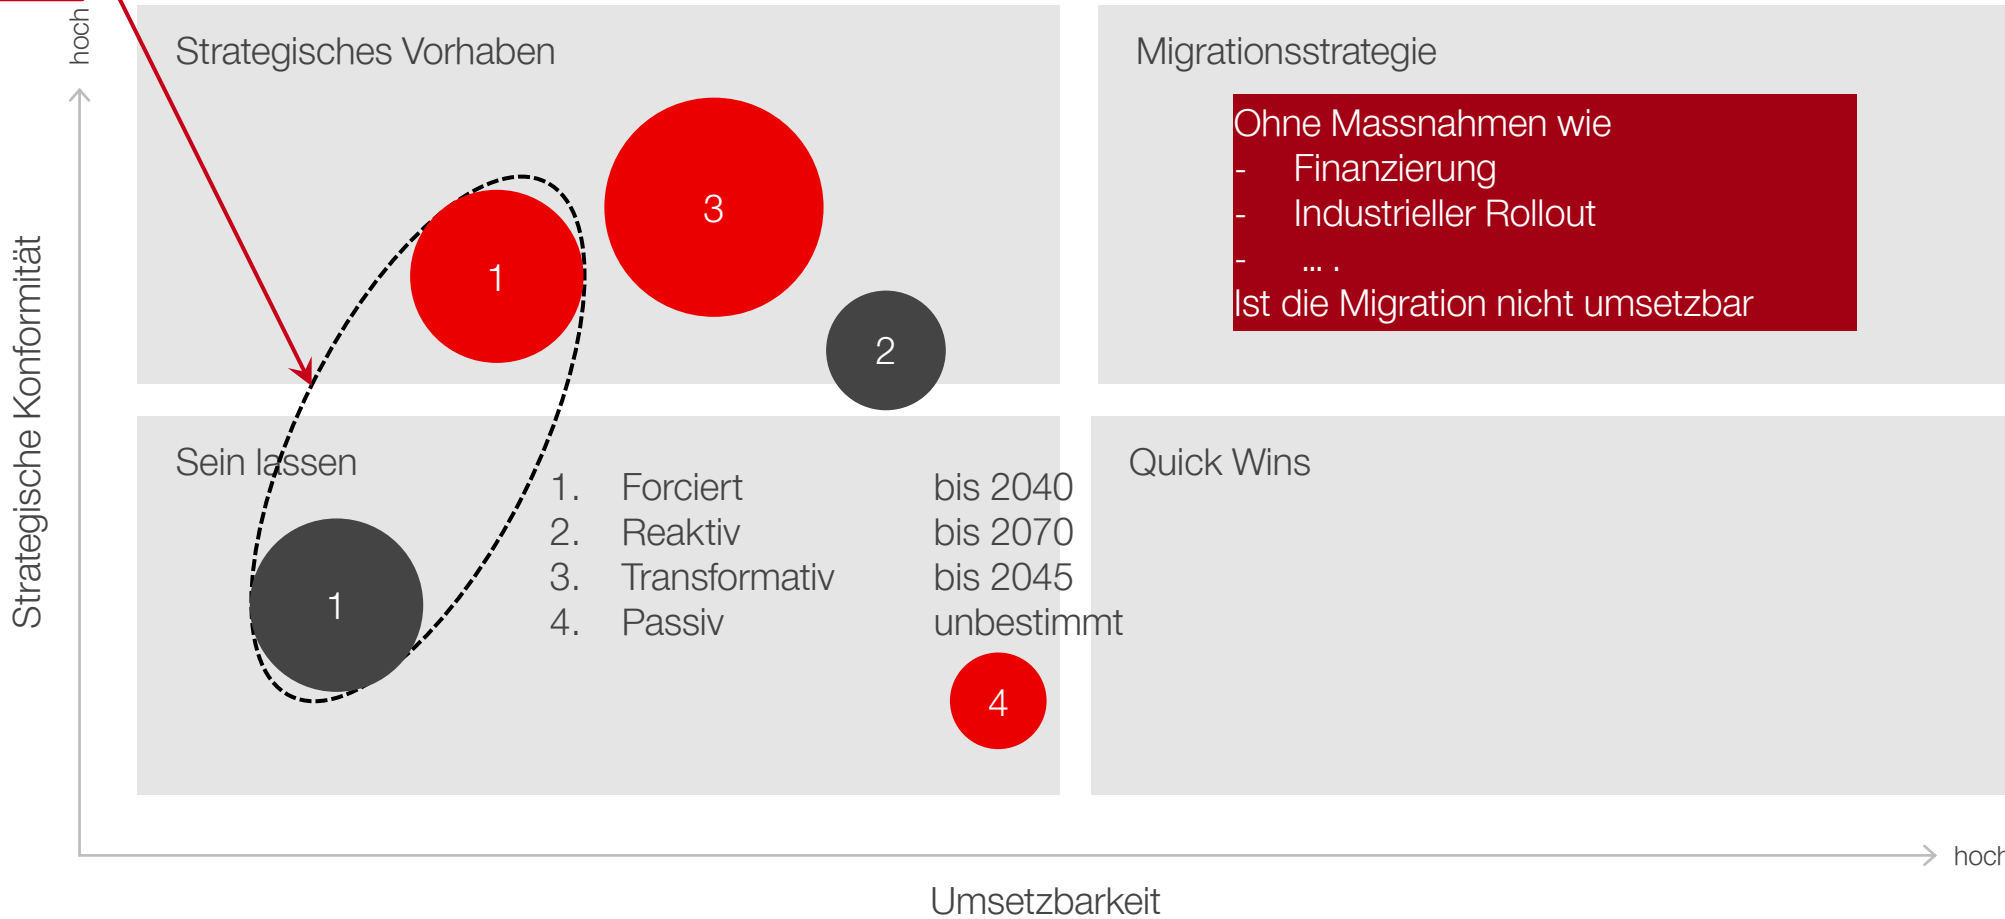 hoch
Strategisches Vorhaben
Migrationsstrategie
Ohne Massnahmen wie
- Finanzierung
- Industrieller Rollout
- ... .
Ist die Migration nicht umsetzbar
3
1
2
Strategische Konformität
Sein lassen
Quick Wins
1. Forciert bis 2040
2. Reaktiv bis 2070
3. Transformativ bis 2045
4. Passiv unbestimmt
1
4
hoch
Umsetzbarkeit